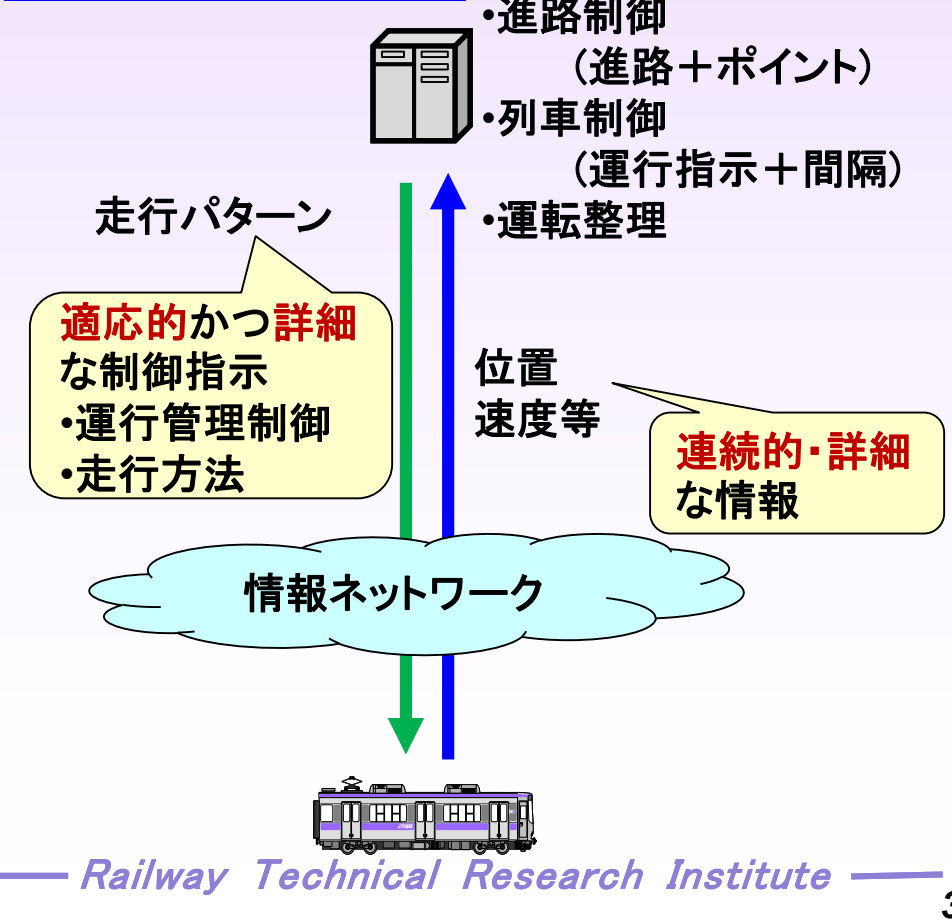 ・進路制御
（進路＋ポイント）
・列車制御
（運行指示＋間隔）
・運転整理
走行パターン
適応的かつ詳細
な制御指示
・運行管理制御
・走行方法
位置
速度等
連続的・詳細
な情報
情報ネットワーク
Railway Technical Research Institute